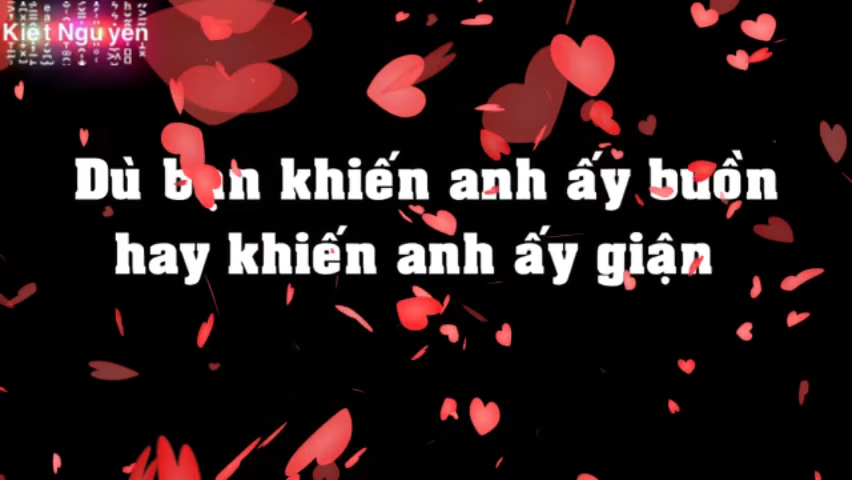 Kiệt Nguyễn
Dù bạn khiến anh ấy buồn
hay khiến anh ấy giận